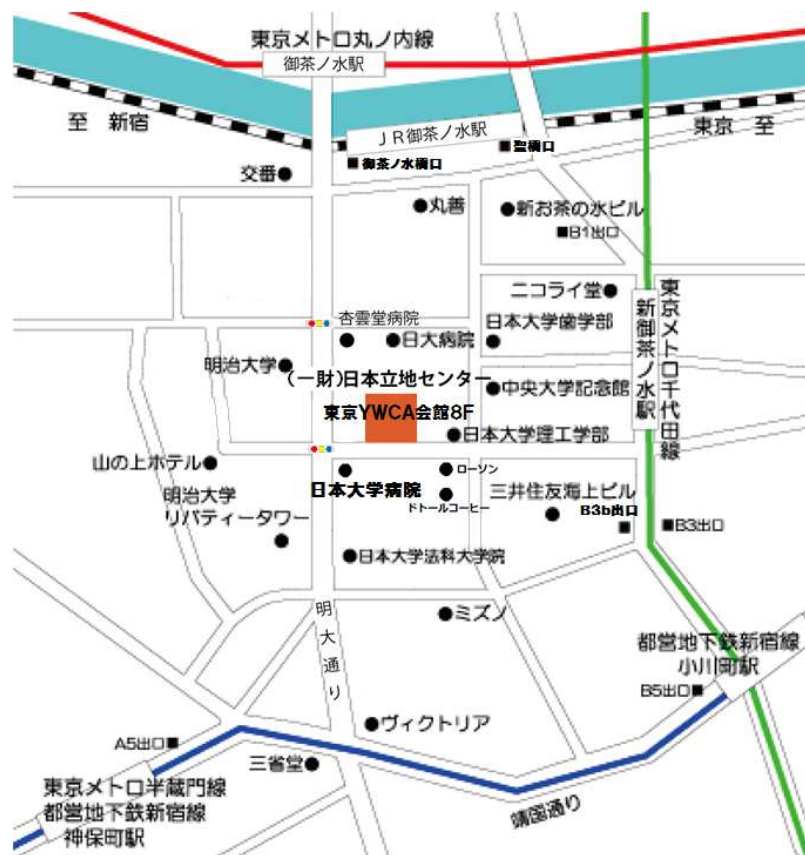 東京メトロ丸ノ内線
御茶ノ水駅
至 新宿
JR御茶ノ水駅
聖橋口
東京 至
御茶ノ水橋口
交番
丸善
新お茶の水ビル
B1出口
ニコライ堂
東京メトロ千代田線
新御茶ノ水駅
杏雲堂病院
日大病院
日本大学歯学部
明治大学
(一財)日本立地センター
中央大学記念館
東京YWCA会館8F
日本大学理工学部
山の上ホテル
日本大学病院
ローソン
ドトールコーヒー
三井住友海上ビル
B3b出口
B3出口
明治大学
リバティータワー
日本大学法科大学院
明大通り
ミズノ
都営地下鉄新宿線
小川町駅
B5出口
ヴィクトリア
A5出口
三省堂
東京メトロ半蔵門線
都営地下鉄新宿線
神保町駅
靖国通り